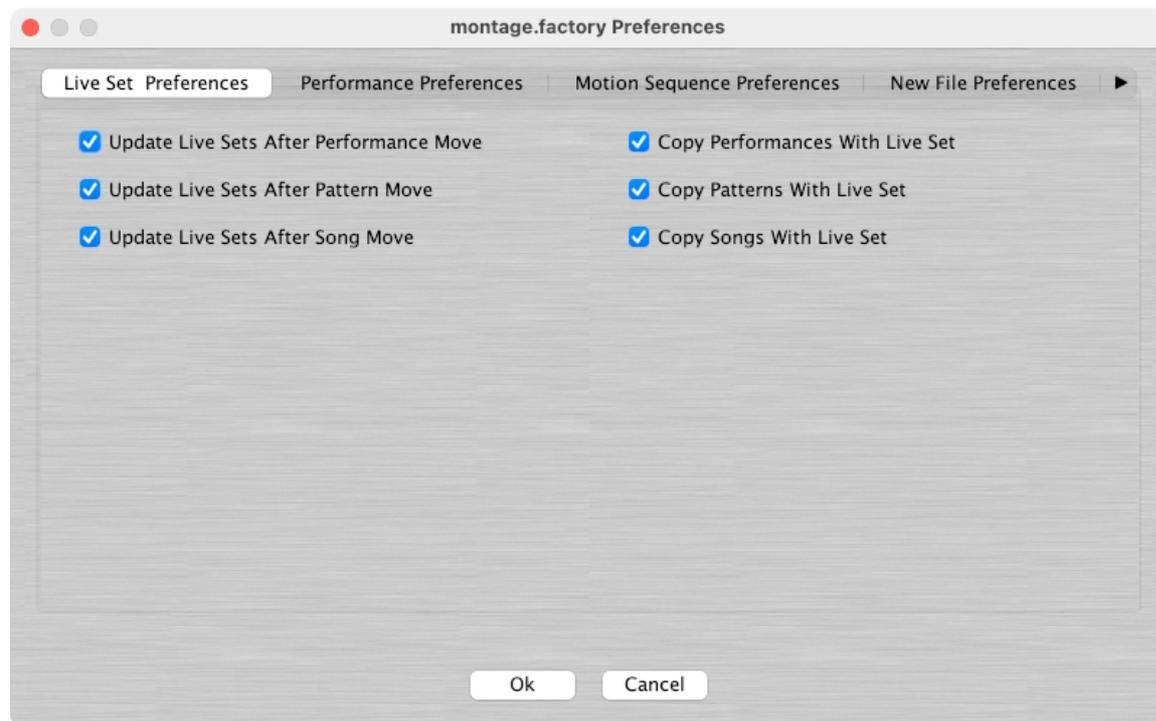 montage.factory Preferences
Live Set Preferences
Performance Preferences
Motion Sequence Preferences
New File Preferences
Update Live Sets After Performance Move
Copy Performances With Live Set
Update Live Sets After Pattern Move
Copy Patterns With Live Set
Update Live Sets After Song Move
Copy Songs With Live Set
Ok
Cancel